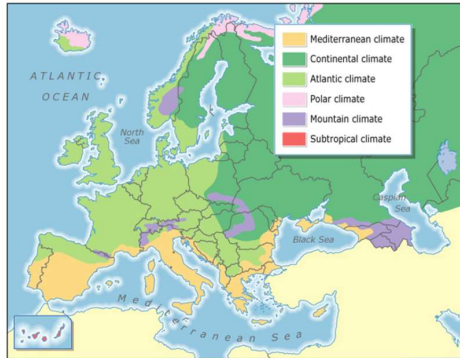 Mediterranean climate
Continental climate
Atlantic climate
Polar climate
Mountain climate
Subtropical climate
ATLANTIC
OCEAN
North
Sea
Caspian
Sea
Black Sea
Mediterranean Sea